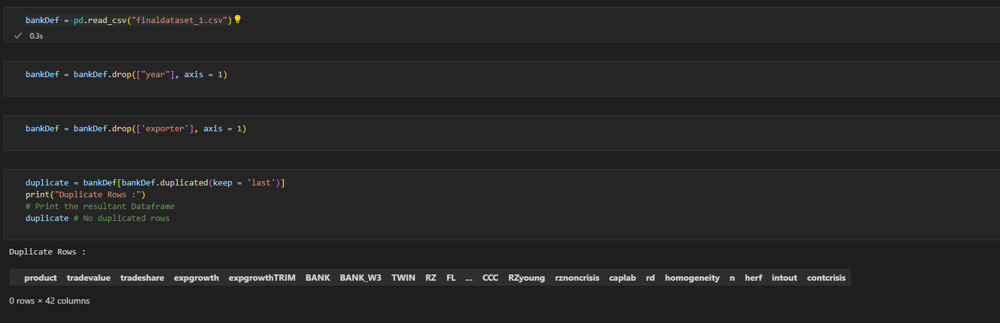 bankDef = pd.read_csv("finaldataset_1.csv")
0.3s
bankDef = bankDef.drop(["year"], axis = 1)
bankDef = bankDef.drop(['exporter'], axis = 1)
duplicate = bankDef[bankDef.duplicated(keep = 'last')]
print("Duplicate Rows :")
# Print the resultant Dataframe
duplicate # No duplicated rows
Duplicate Rows :
product tradevalue tradeshare expgrowth expgrowthTRIM BANK BANK_W3 TWIN RZ FL ... CCC RZyoung rznoncrisis caplab rd homogeneity n herf intout contcrisis
0 rows × 42 columns